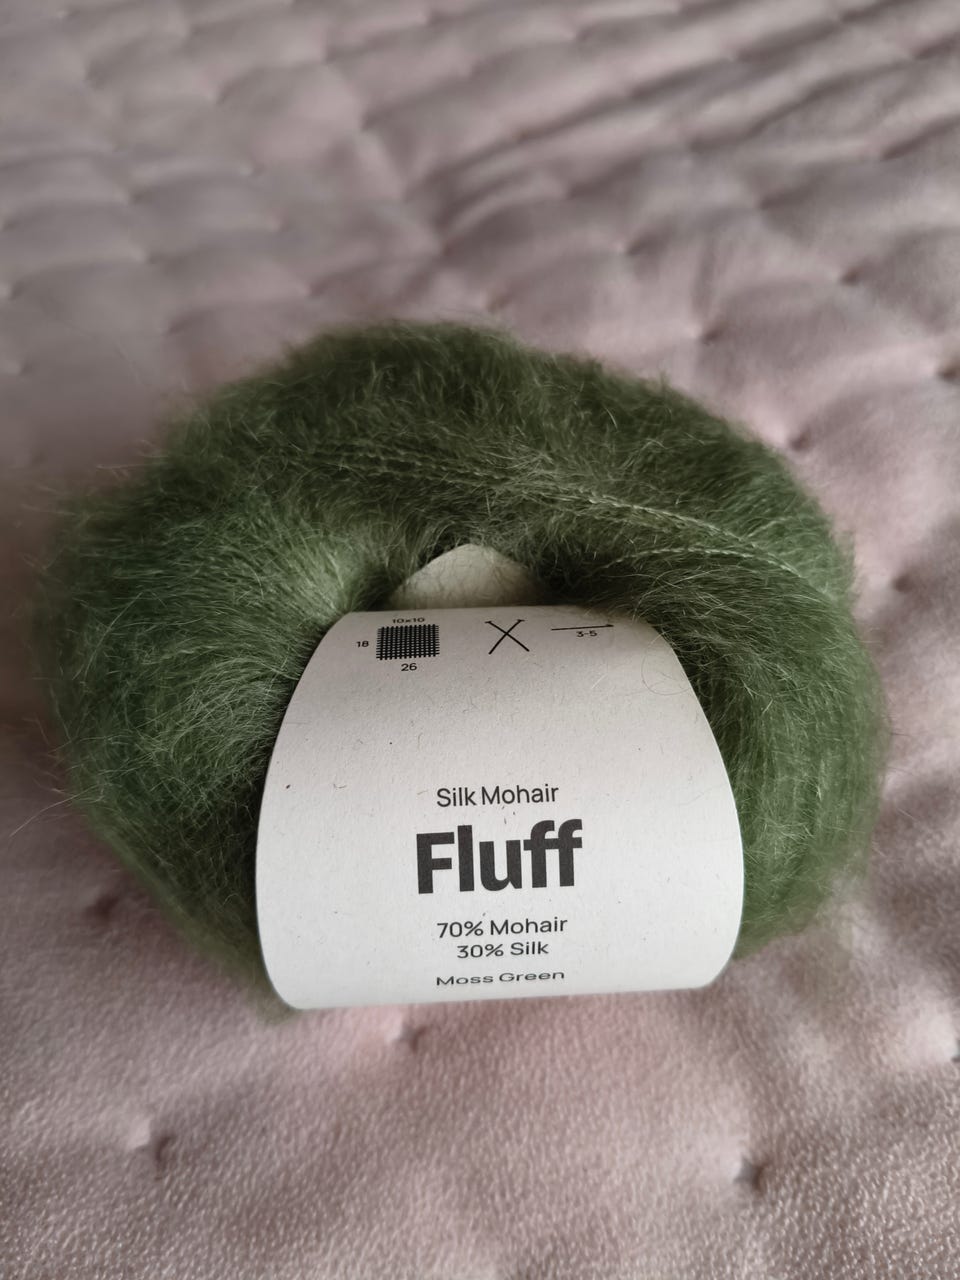 10x10
18
26
3-5
Silk Mohair
Fluff
70% Mohair
30% Silk
Moss Green